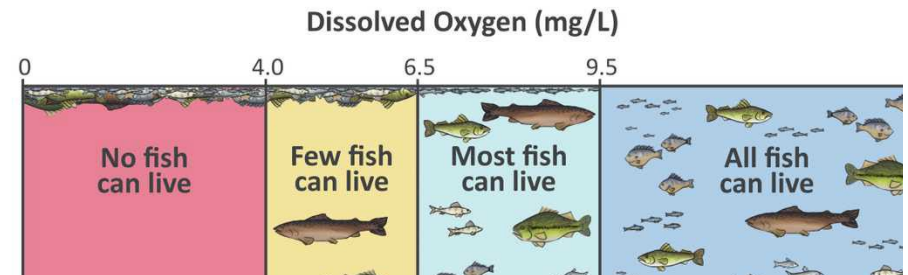 Dissolved Oxygen (mg/L)
0 4.0 6.5 9.5
No fish
can live
Few fish
can live
Most fish
can live
All fish
can live